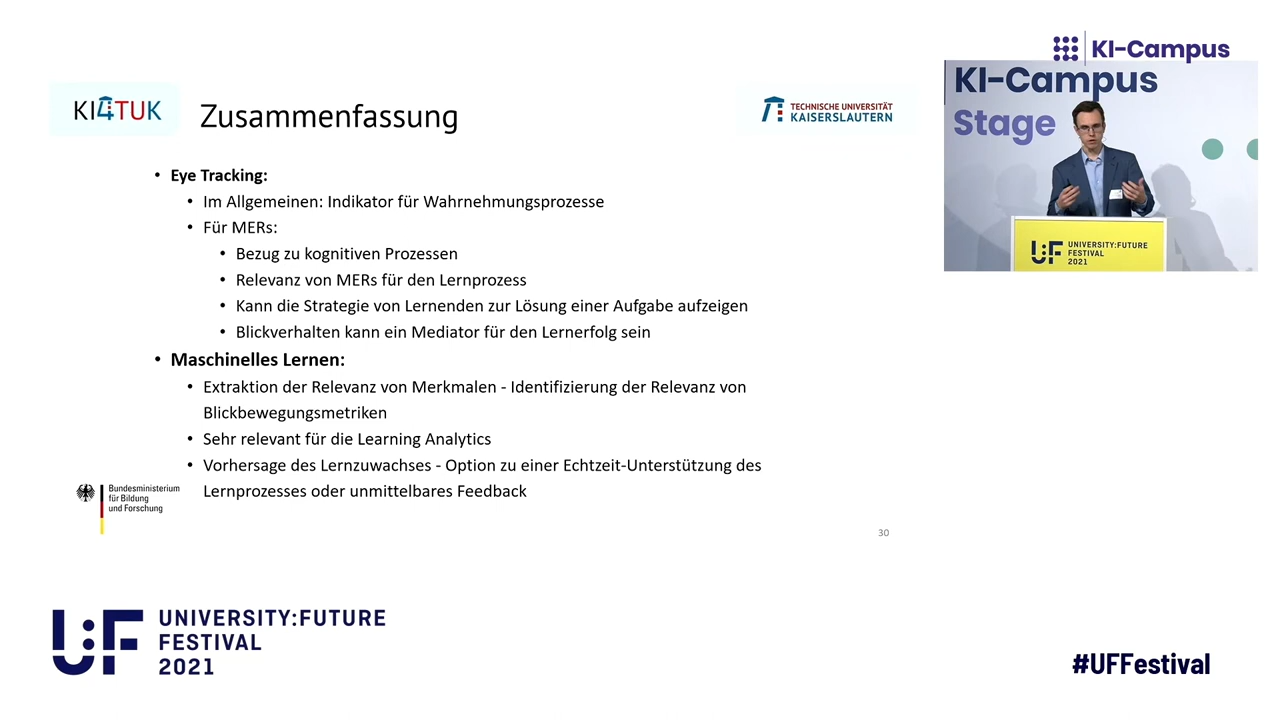 KI-Campus
KI-Campus
Stage
KI4TUK
Zusammenfassung
TECHNISCHE UNIVERSITÄT
KAISERSLAUTERN
• Eye Tracking:
• Im Allgemeinen: Indikator für Wahrnehmungsprozesse
• Für MERs:
• Bezug zu kognitiven Prozessen
• Relevanz von MERs für den Lernprozess
• Kann die Strategie von Lernenden zur Lösung einer Aufgabe aufzeigen
• Blickverhalten kann ein Mediator für den Lernerfolg sein
• Maschinelles Lernen:
• Extraktion der Relevanz von Merkmalen - Identifizierung der Relevanz von
Blickbewegungsmetriken
• Sehr relevant für die Learning Analytics
• Vorhersage des Lernzuwachses - Option zu einer Echtzeit-Unterstützung des
Lernprozesses oder unmittelbares Feedback
Bundesministerium
für Bildung
und Forschung
30
U:F UNIVERSITY:FUTURE
FESTIVAL
2021
U:F UNIVERSITY:FUTURE
FESTIVAL
2021
#UFFestival